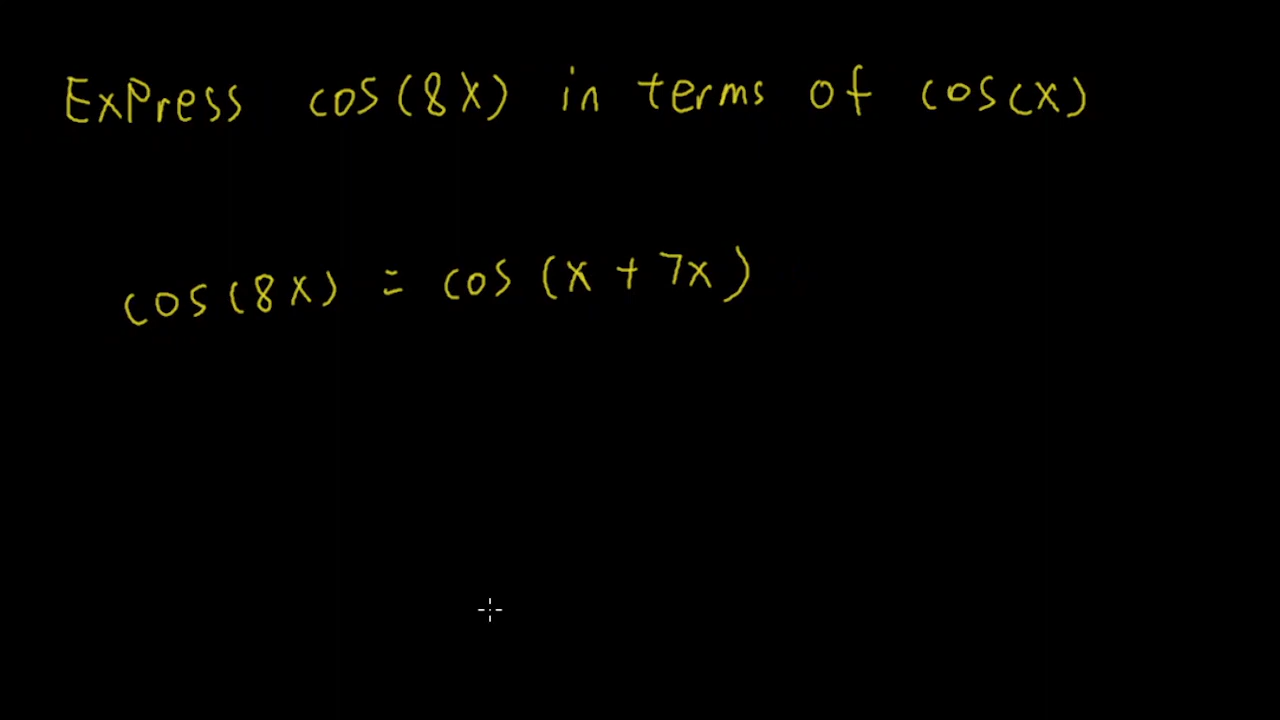 Express cos(8x) in terms of cos(x)
cos(8x) = cos(x + 7x)